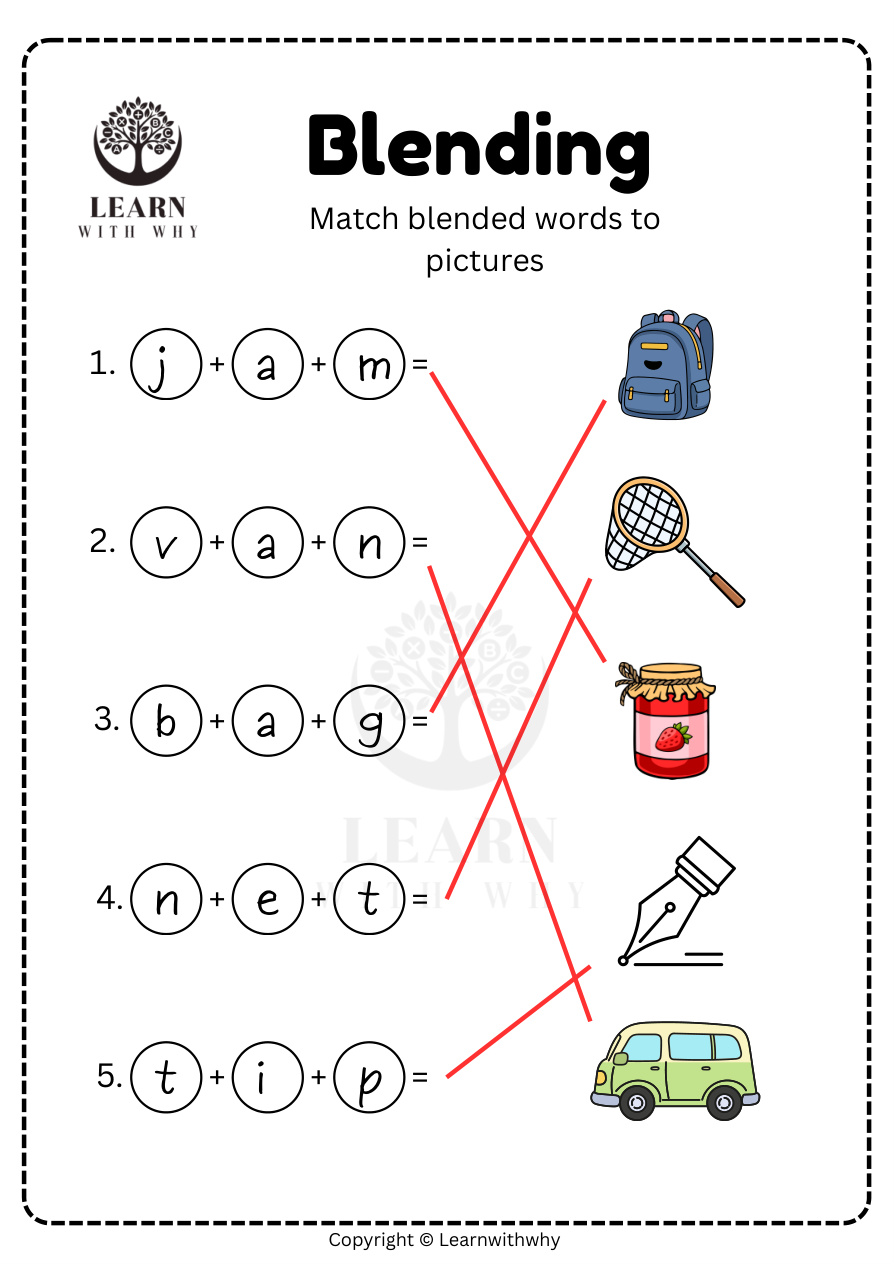 LEARN
WITH WHY
Blending
Match blended words to
pictures
1. j + a + m =
2. v + a + n =
3. b + a + g =
4. n + e + t =
5. t + i + p =
LEARN
WITH WHY
Copyright © Learnwithwhy